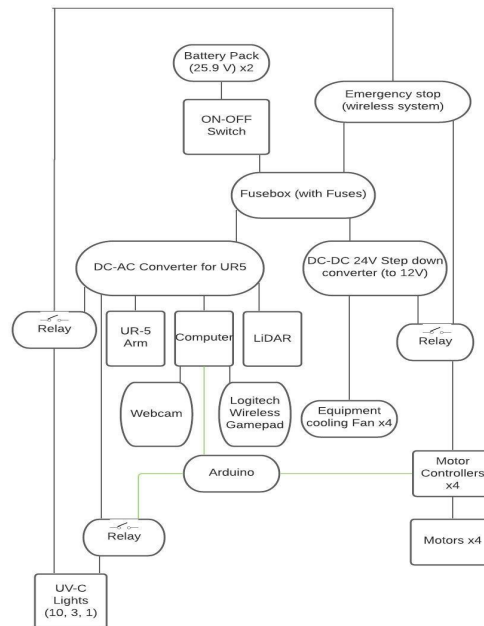 Battery Pack
(25.9 V) x2
Emergency stop
(wireless system)
ON-OFF
Switch
Fusebox (with Fuses)
DC-AC Converter for UR5
DC-DC 24V Step down
converter (to 12V)
Relay
UR-5
Arm
Computer
LiDAR
Relay
Webcam
Logitech
Wireless
Gamepad
Equipment
cooling Fan x4
Arduino
Motor
Controllers
x4
Relay
Motors x4
UV-C
Lights
(10, 3, 1)